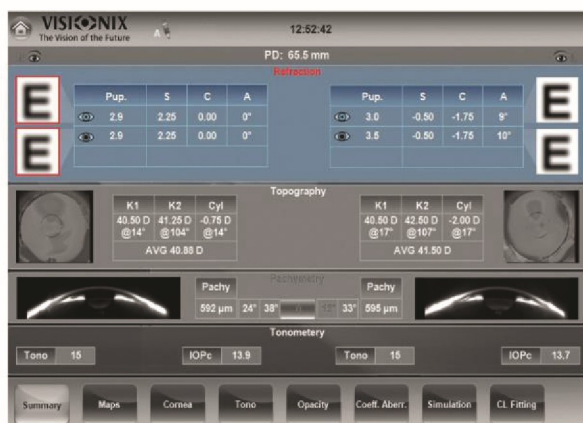 VISIONIX
The Vision of the Future
A
12:52:42
PD: 65.5 mm
Refraction
E
E
Pup. S C A
2.9 2.25 0.00 0°
2.9 2.25 0.00 0°
Pup. S C A
3.0 -0.50 -1.75 9°
3.5 -0.50 -1.75 10°
E
E
Topography
K1 K2 Cyl
40.50 D 41.25 D -0.75 D
@14° @104° @14°
AVG 40.88 D
K1 K2 Cyl
40.50 D 42.50 D -2.00 D
@17° @107° @17°
AVG 41.50 D
Pachymetry
Pachy
592 µm 24° 38°
Pachy
33° 595 µm
Tonometery
Tono 15
IOPc 13.9
Tono 15
IOPc 13.7
Summary Maps Cornea Tono Opacity Coeff. Aberr. Simulation CL Fitting